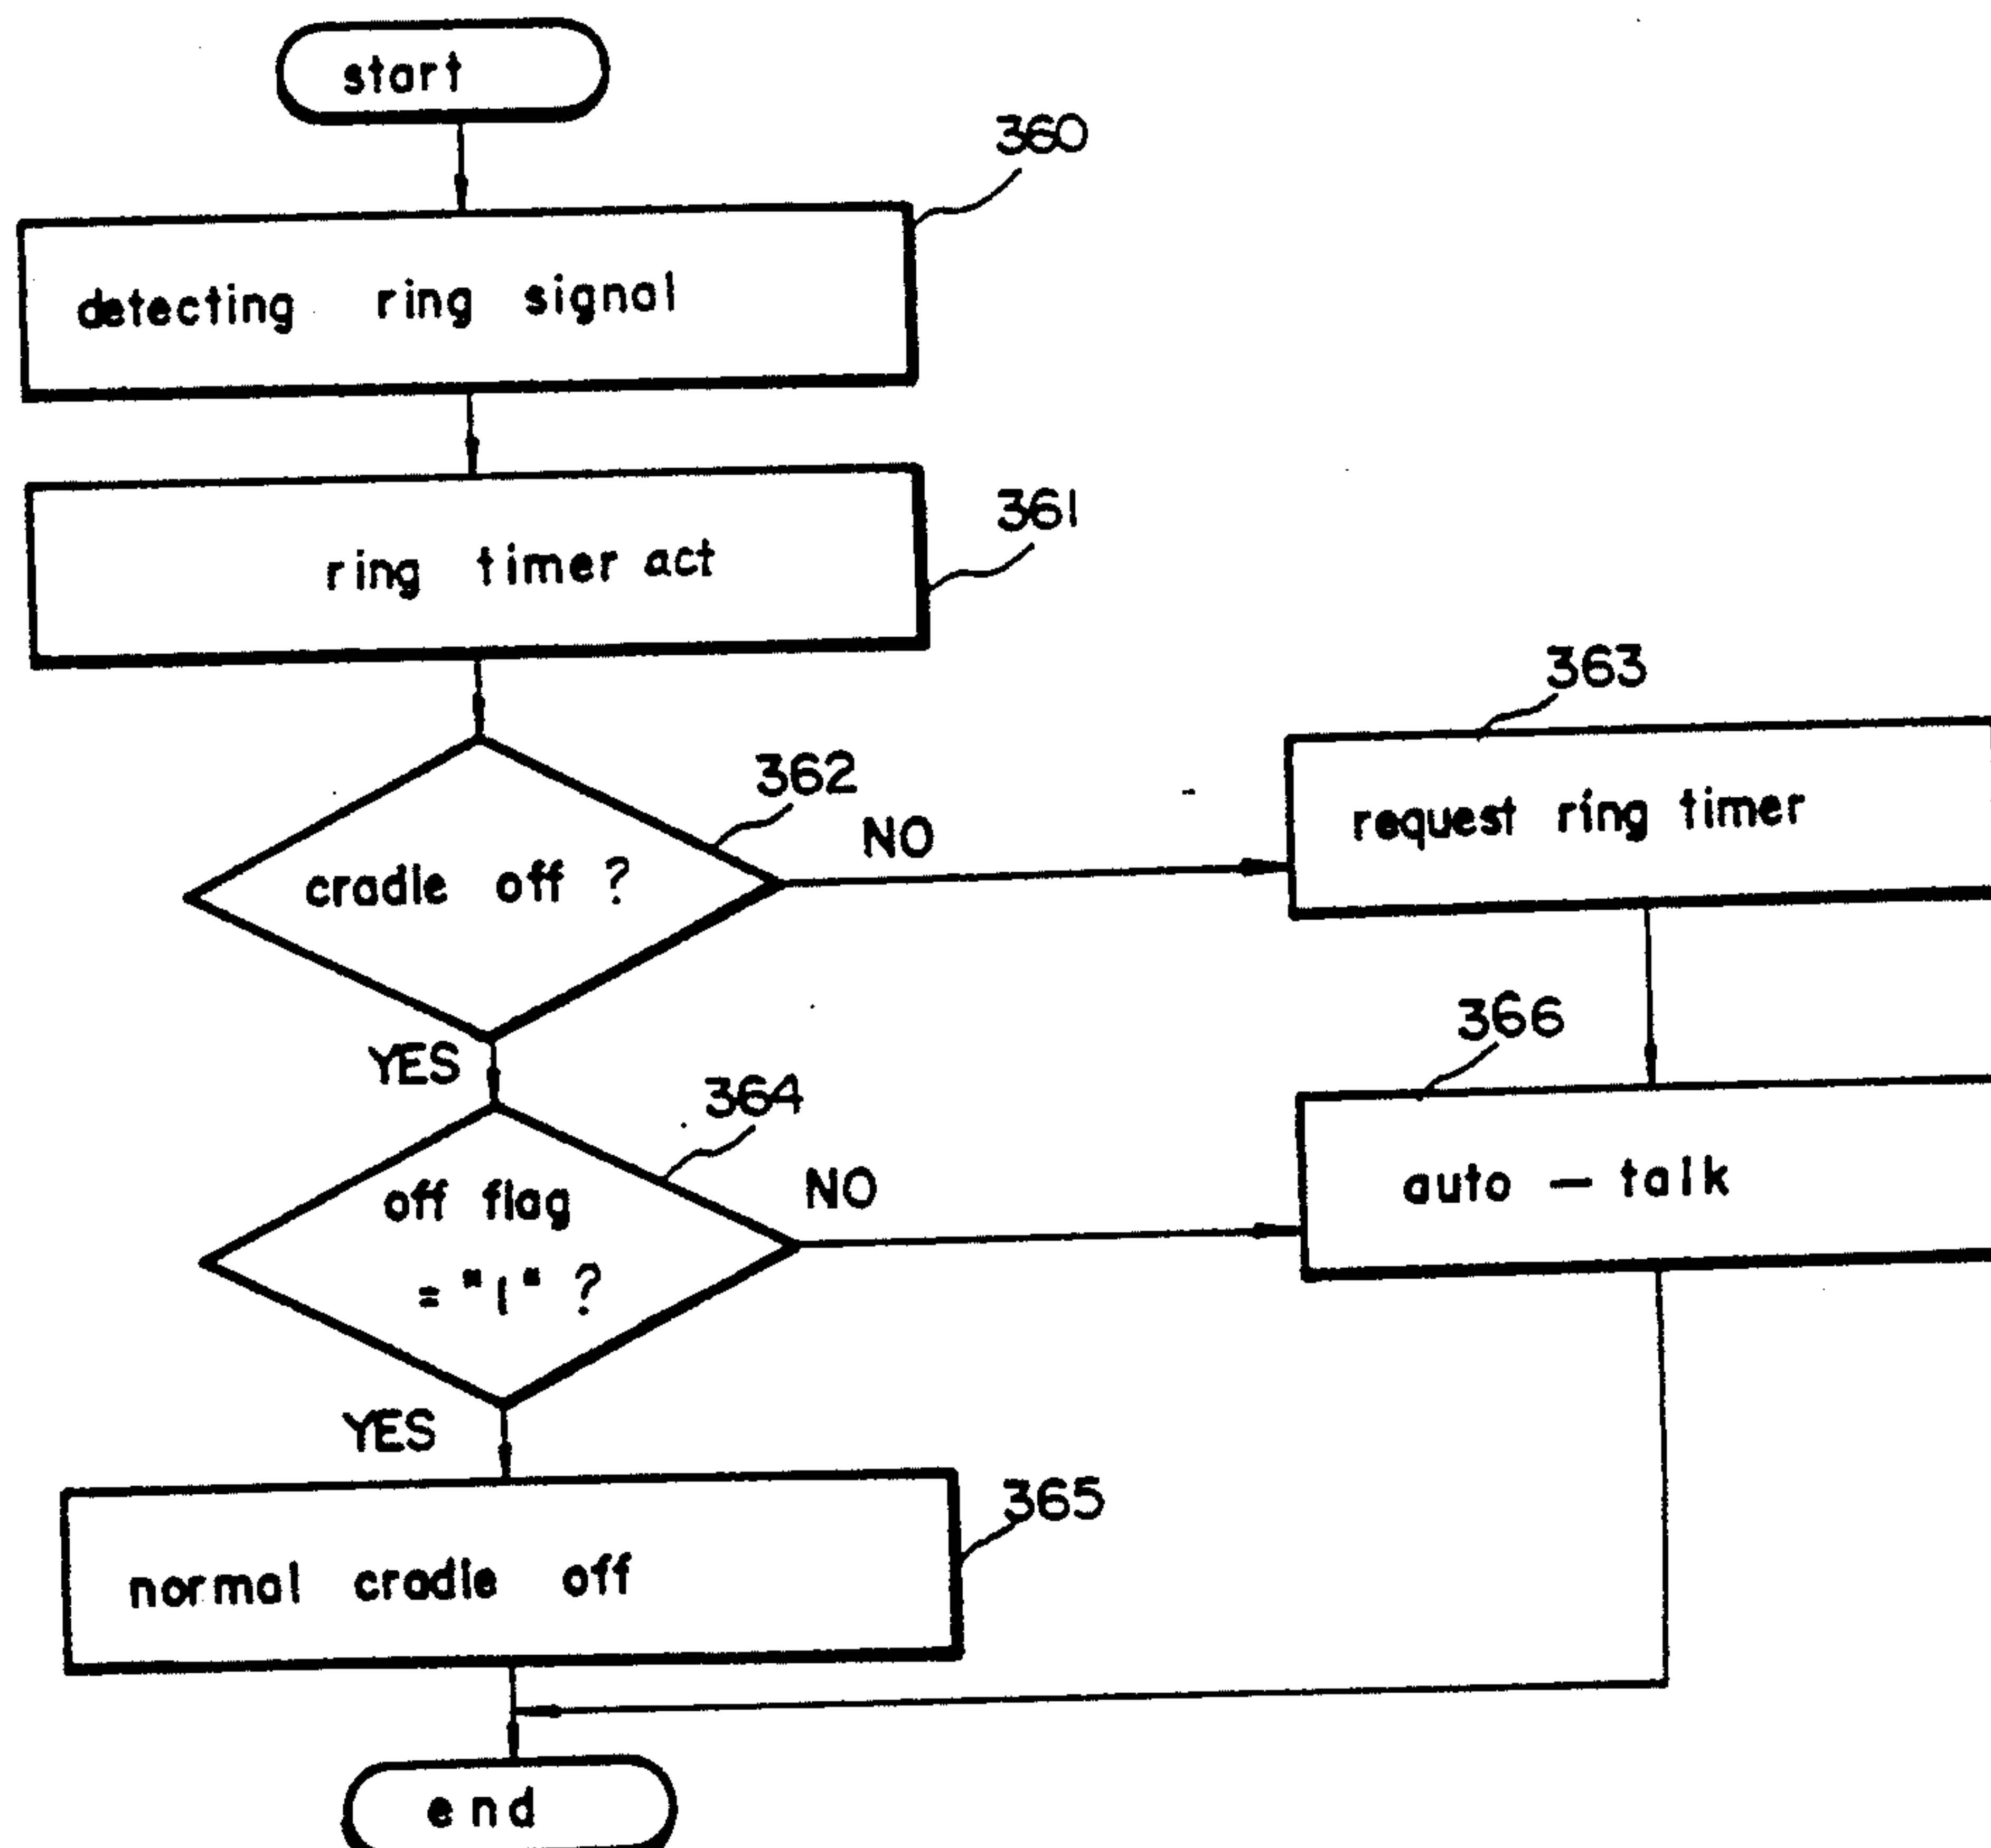 start
360
detecting ring signal
361
ring timer act
362
cradle off ?
NO
363
request ring timer
YES
364
off flag
="1" ?
NO
366
auto - talk
YES
365
normal cradle off
end